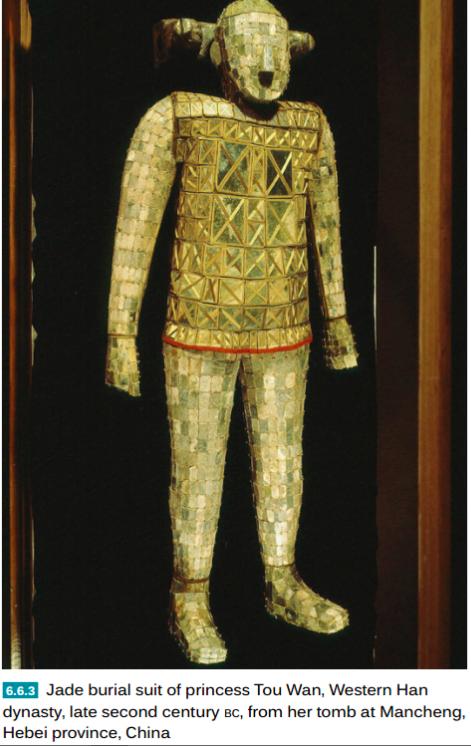 6.6.3 Jade burial suit of princess Tou Wan, Western Han
dynasty, late second century BC, from her tomb at Mancheng,
Hebei province, China